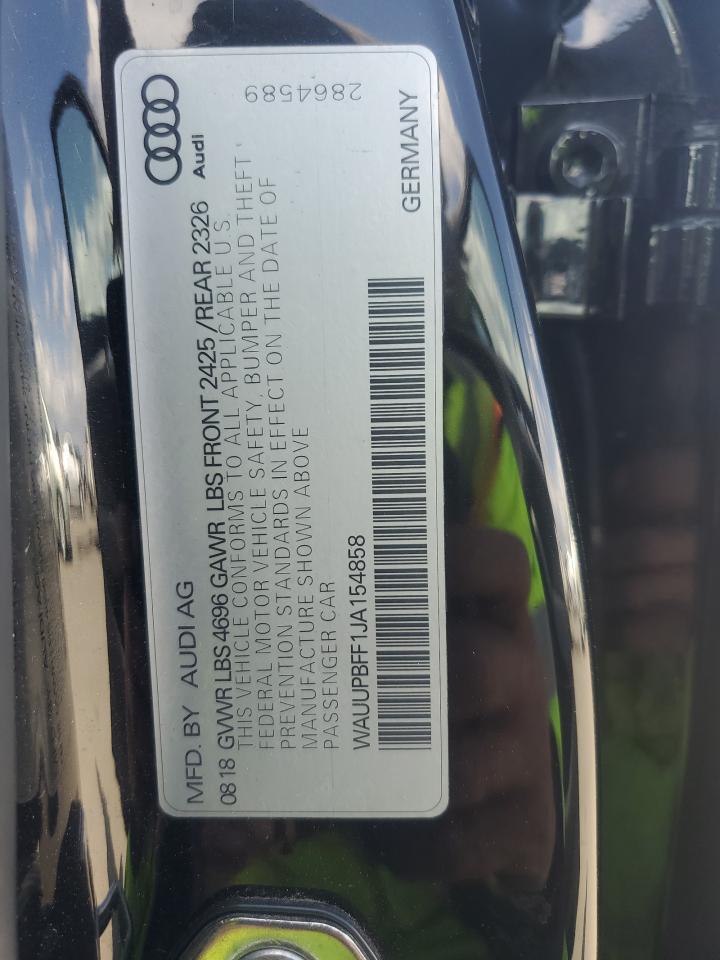 MFD. BY AUDI AG
Audi
08 18 GVWR LBS 4696 GAWR LBS FRONT 2425 /REAR 2326
THIS VEHICLE CONFORMS TO ALL APPLICABLE U.S.
FEDERAL MOTOR VEHICLE SAFETY, BUMPER AND THEFT
PREVENTION STANDARDS IN EFFECT ON THE DATE OF
MANUFACTURE SHOWN ABOVE
PASSENGER CAR
WAUUPBFF1JA154858
GERMANY
2864589